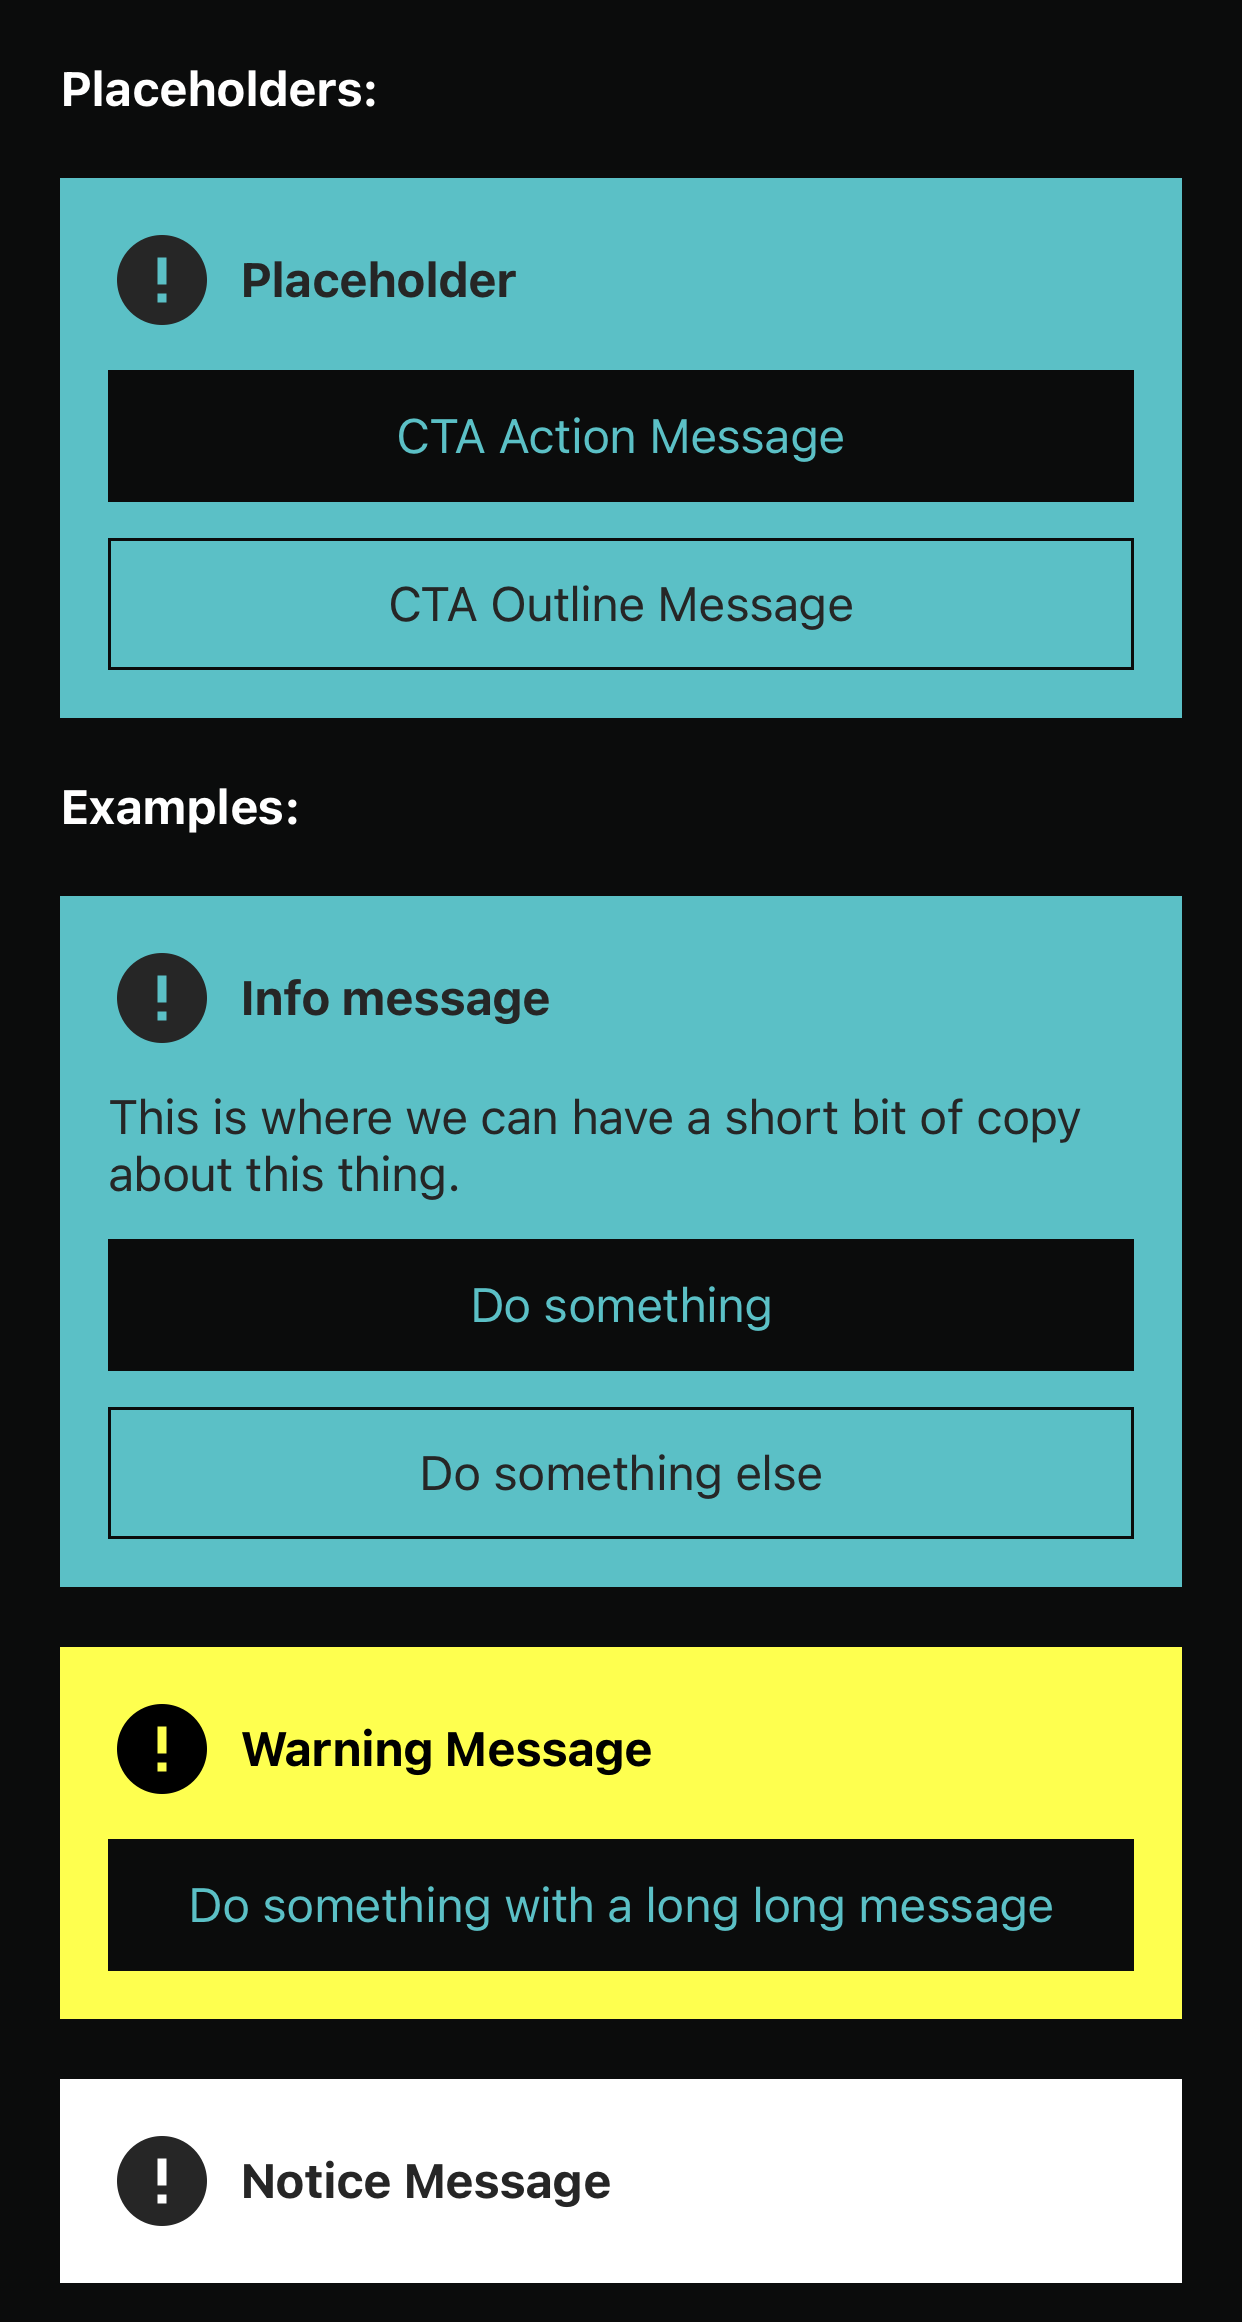 Placeholders:
Placeholder
CTA Action Message
CTA Outline Message
Examples:
Info message
This is where we can have a short bit of copy
about this thing.
Do something
Do something else
Warning Message
Do something with a long long message
Notice Message